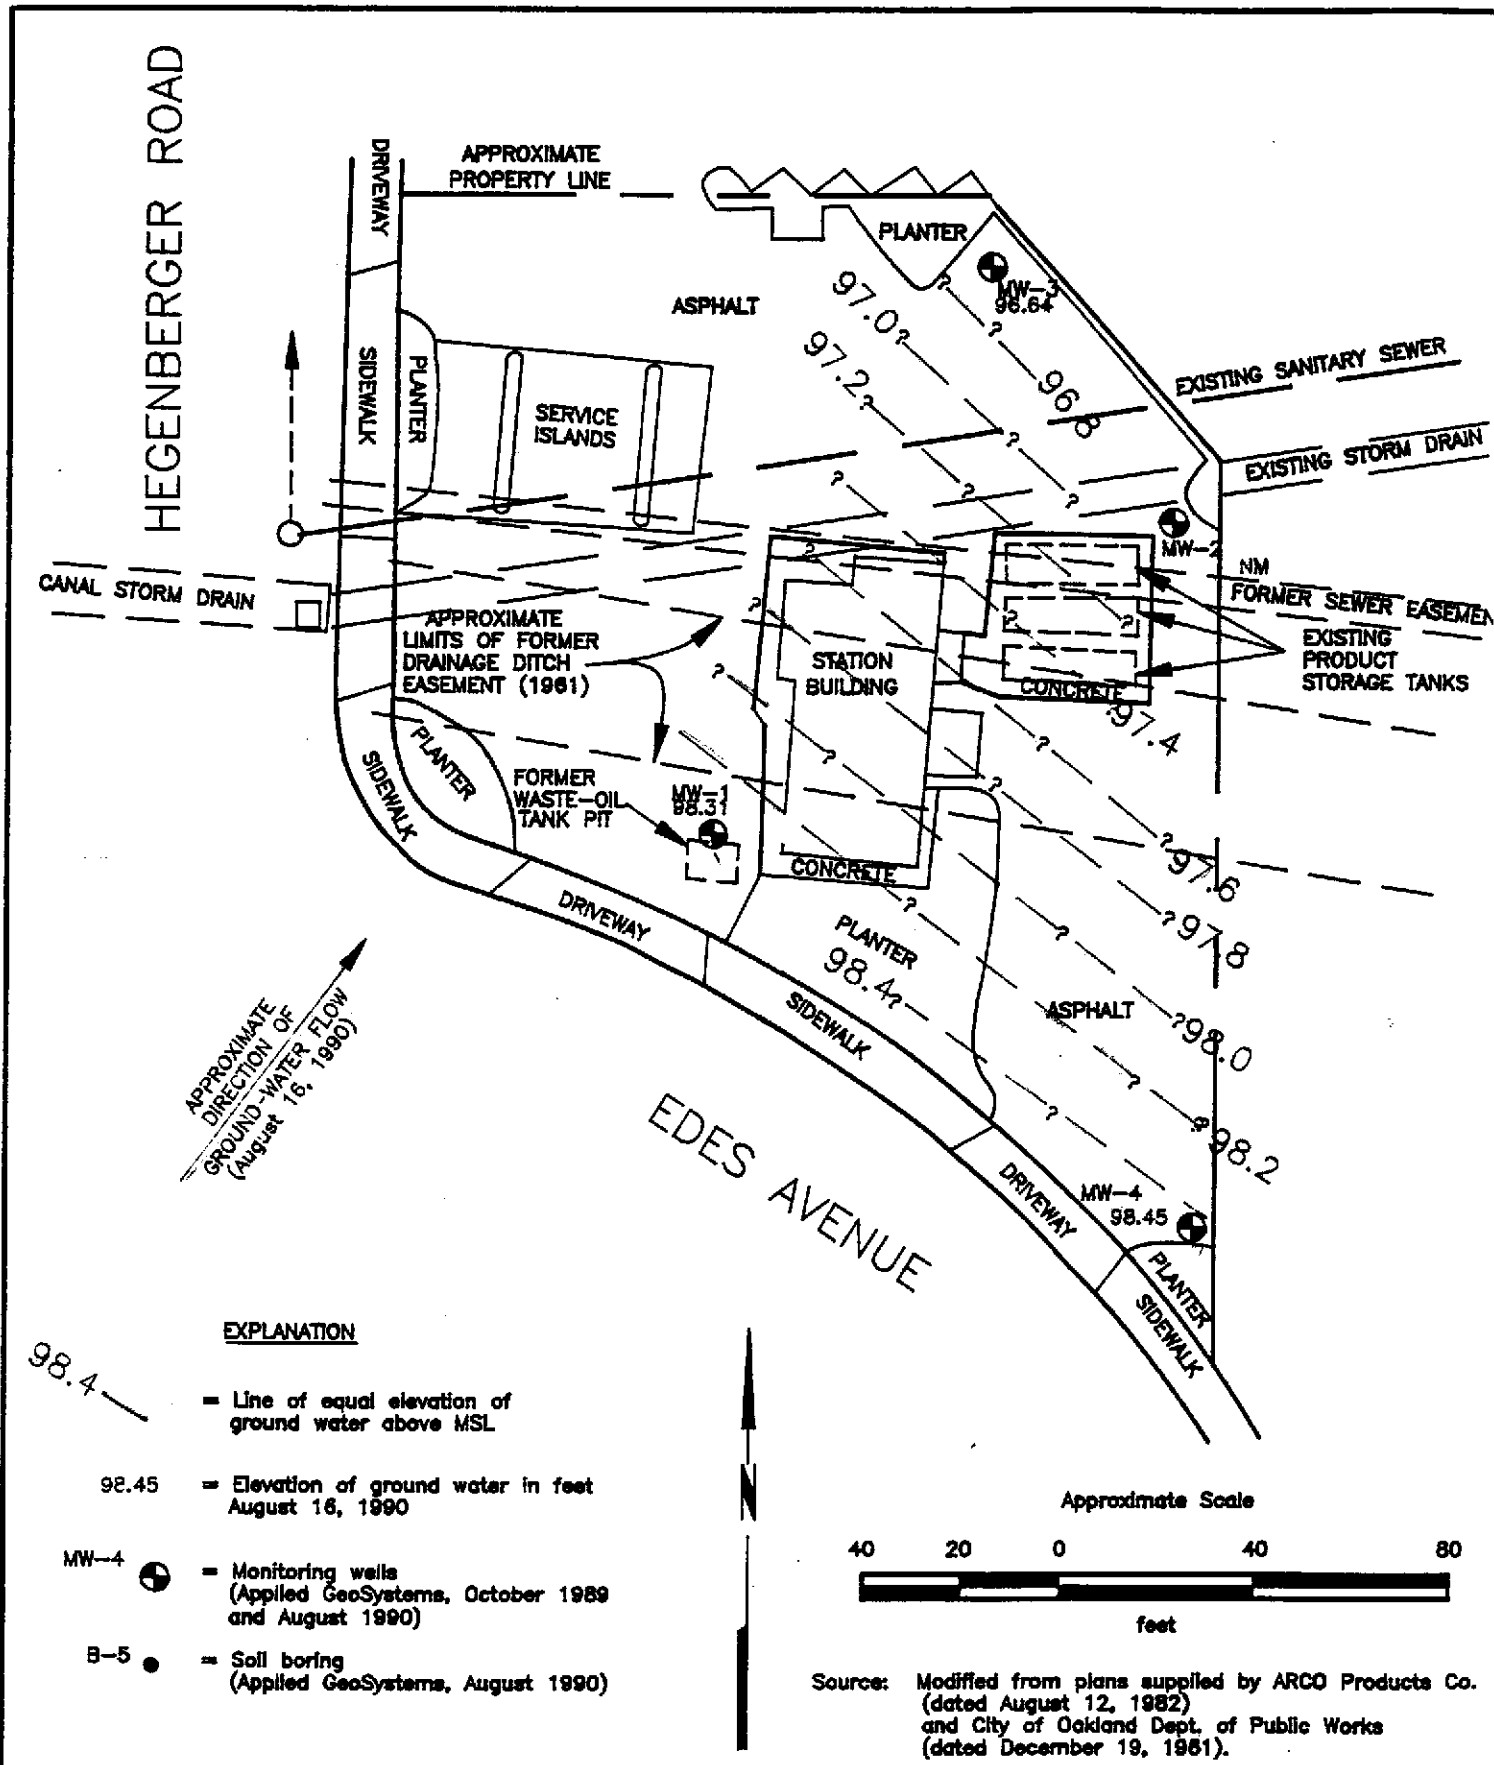 HEGENBERGER ROAD
DRIVEWAY
APPROXIMATE
PROPERTY LINE
PLANTER
MW-3
96.64
ASPHALT
97.0
97.2
96.8
SIDEWALK
PLANTER
SERVICE
ISLANDS
EXISTING SANITARY SEWER
EXISTING STORM DRAIN
MW-2
NM
CANAL STORM DRAIN
FORMER SEWER EASEMEN
APPROXIMATE
LIMITS OF FORMER
DRAINAGE DITCH
EASEMENT (1961)
STATION
BUILDING
EXISTING
PRODUCT
STORAGE TANKS
CONCRETE
97.4
PLANTER
SIDEWALK
FORMER
WASTE-OIL
TANK PIT
MW-1
98.31
CONCRETE
97.6
DRIVEWAY
PLANTER
97.8
98.4
ASPHALT
98.0
SIDEWALK
APPROXIMATE
DIRECTION OF
GROUND-WATER FLOW
(August 16, 1990)
EDES AVENUE
98.2
DRIVEWAY
MW-4
98.45
PLANTER
SIDEWALK
EXPLANATION
98.4
= Line of equal elevation of
ground water above MSL
98.45 = Elevation of ground water in feet
August 16, 1990
MW-4 = Monitoring wells
(Applied GeoSystems, October 1989
and August 1990)
B-5 = Soil boring
(Applied GeoSystems, August 1990)
N
Approximate Scale
40 20 0 40 80
feet
Source: Modified from plans supplied by ARCO Products Co.
(dated August 12, 1982)
and City of Oakland Dept. of Public Works
(dated December 19, 1961).